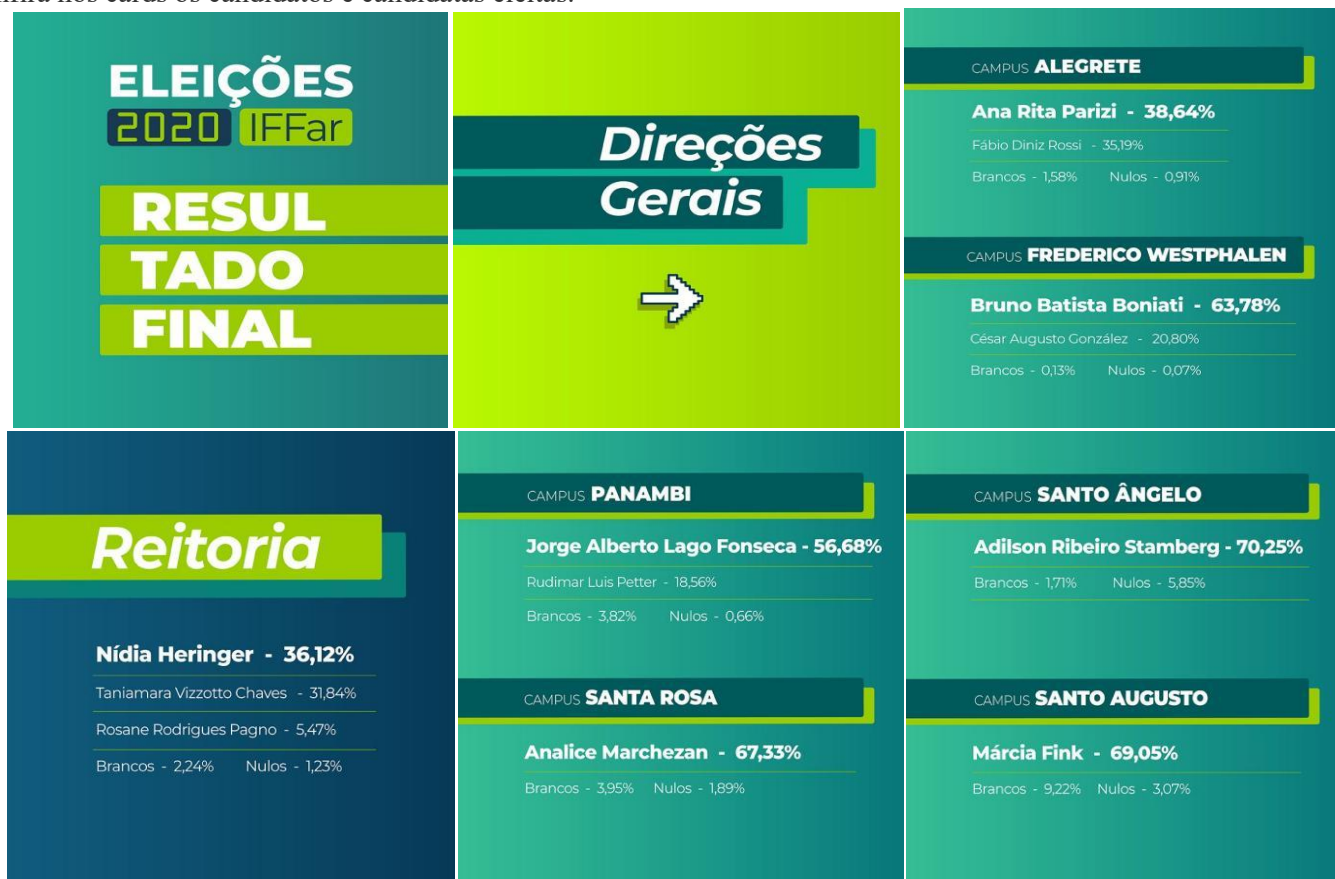 nos cards os candidatos e candidatas eleitas:
ELEIÇÕES
2020 IFFar
RESUL
TADO
FINAL
Direções
Gerais
CAMPUS ALEGRETE
Ana Rita Parizi - 38,64%
Fábio Diniz Rossi - 35,19%
Brancos - 1,58% Nulos - 0,91%
CAMPUS FREDERICO WESTPHALEN
Bruno Batista Boniati - 63,78%
César Augusto González - 20,80%
Brancos - 0,13% Nulos - 0,07%
Reitoria
Nídia Heringer - 36,12%
Taniamara Vizzotto Chaves - 31,84%
Rosane Rodrigues Pagno - 5,47%
Brancos - 2,24% Nulos - 1,23%
CAMPUS PANAMBI
Jorge Alberto Lago Fonseca - 56,68%
Rudimar Luis Petter - 18,56%
Brancos - 3,82% Nulos - 0,66%
CAMPUS SANTA ROSA
Analice Marchezan - 67,33%
Brancos - 3,95% Nulos - 1,89%
CAMPUS SANTO ÂNGELO
Adilson Ribeiro Stamberg - 70,25%
Brancos - 1,71% Nulos - 5,85%
CAMPUS SANTO AUGUSTO
Márcia Fink - 69,05%
Brancos - 9,22% Nulos - 3,07%